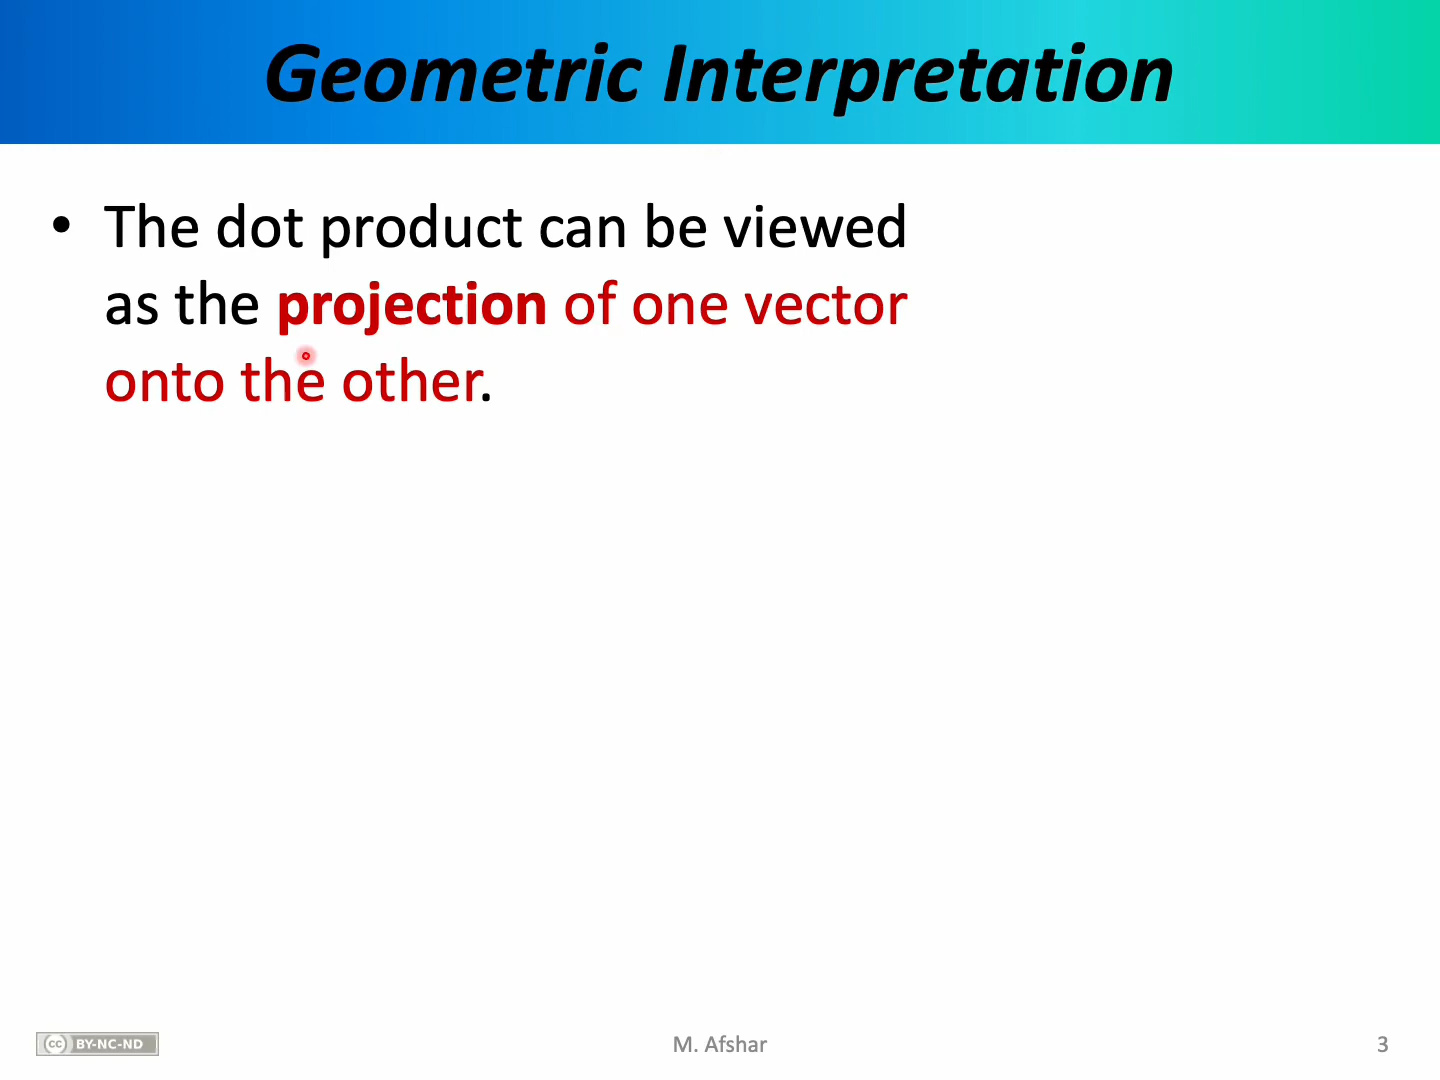 Geometric Interpretation
• The dot product can be viewed
as the projection of one vector
onto the other.
cc BY-NC-ND
M. Afshar
3